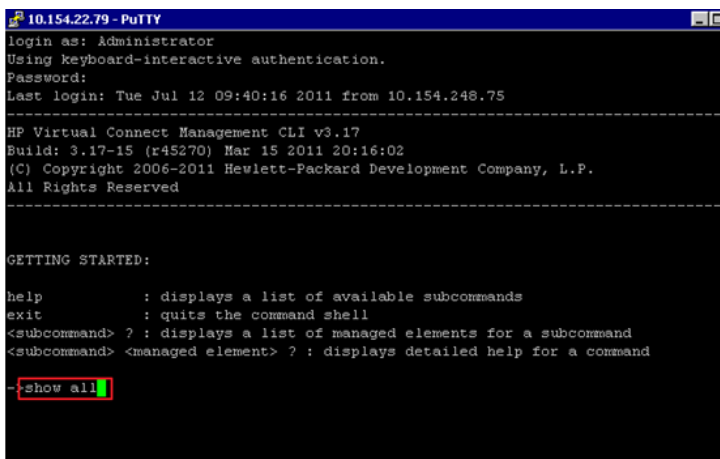 10.154.22.79 - PuTTY
login as: Administrator
Using keyboard-interactive authentication.
Password:
Last login: Tue Jul 12 09:40:16 2011 from 10.154.248.75
-------------------------------------------------------------------------------
HP Virtual Connect Management CLI v3.17
Build: 3.17-15 (r45270) Mar 15 2011 20:16:02
(C) Copyright 2006-2011 Hewlett-Packard Development Company, L.P.
All Rights Reserved
-------------------------------------------------------------------------------
GETTING STARTED:
help : displays a list of available subcommands
exit : quits the command shell
<subcommand> ? : displays a list of managed elements for a subcommand
<subcommand> <managed element> ? : displays detailed help for a command
->show all